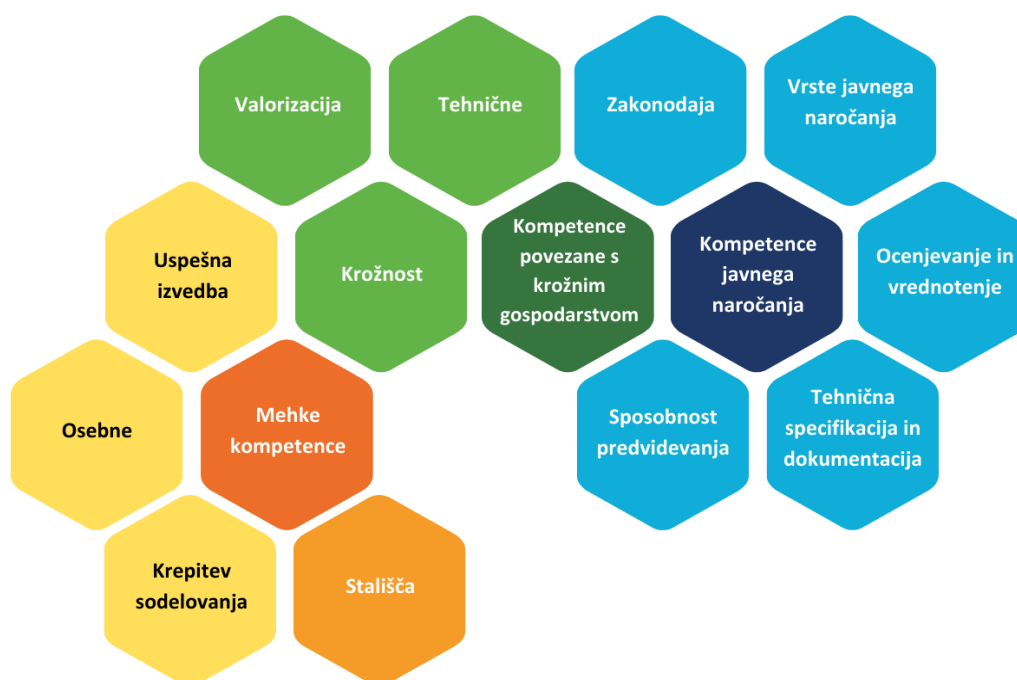 Valorizacija
Tehnične
Zakonodaja
Vrste javnega
naročanja
Uspešna
izvedba
Krožnost
Kompetence
povezane s
krožnim
gospodarstvom
Kompetence
javnega
naročanja
Ocenjevanje in
vrednotenje
Osebne
Mehke
kompetence
Sposobnost
predvidevanja
Tehnična
specifikacija in
dokumentacija
Krepitev
sodelovanja
Stališča